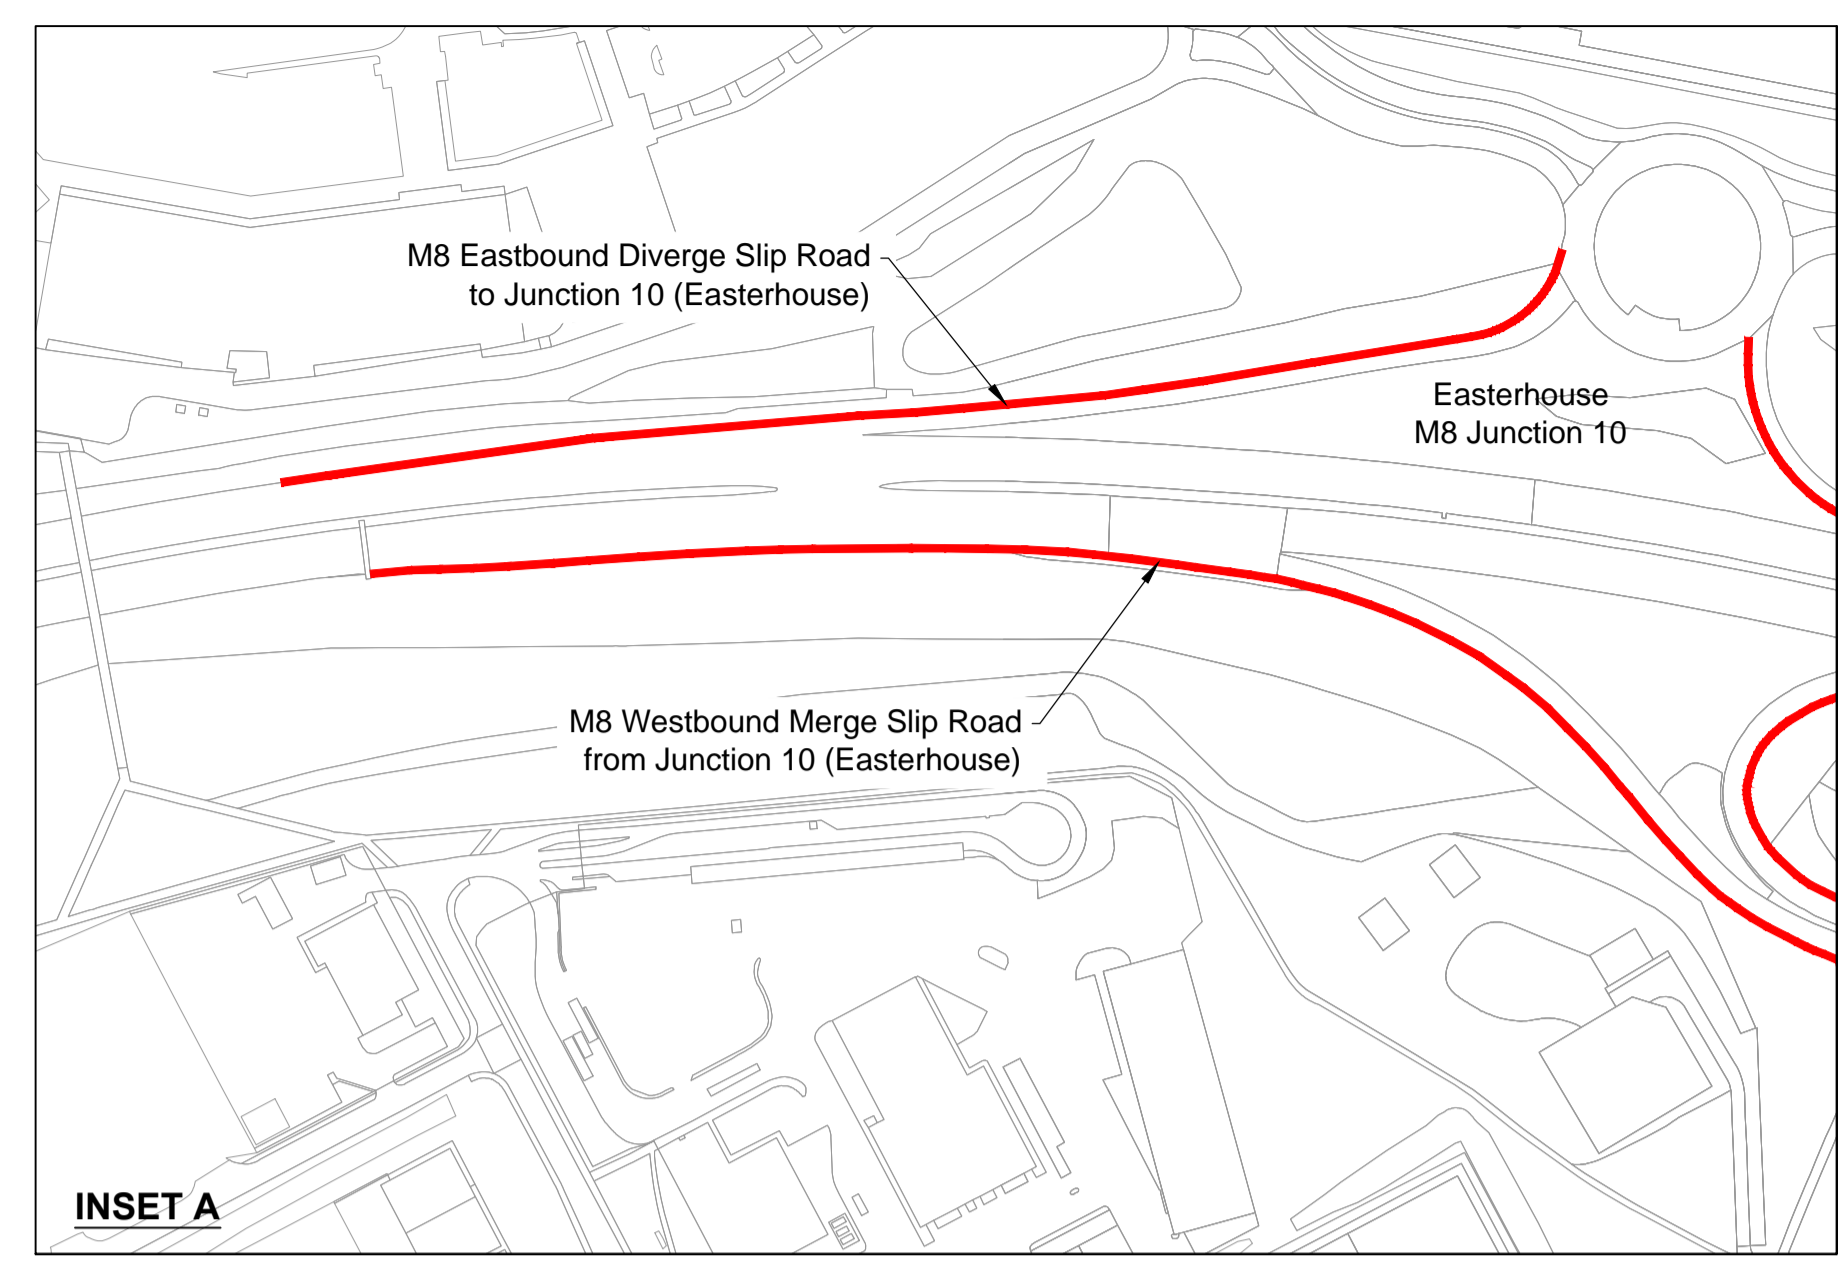 M8 Eastbound Diverge Slip Road
to Junction 10 (Easterhouse)
Easterhouse
M8 Junction 10
M8 Westbound Merge Slip Road
from Junction 10 (Easterhouse)
INSET A